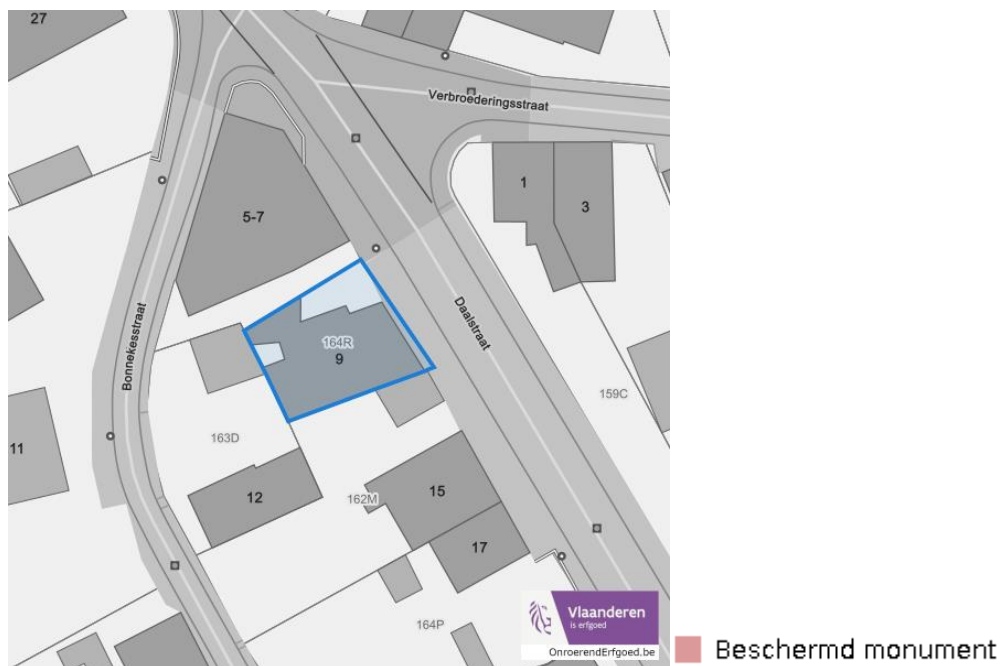 27
Verbroederingsstraat
1
3
5-7
Bonnekesstraat
Daalstraat
164R
9
159C
11
163D
12
162M
15
17
164P
Vlaanderen
is erfgoed
OnroerendErfgoed.be
Beschermd monument